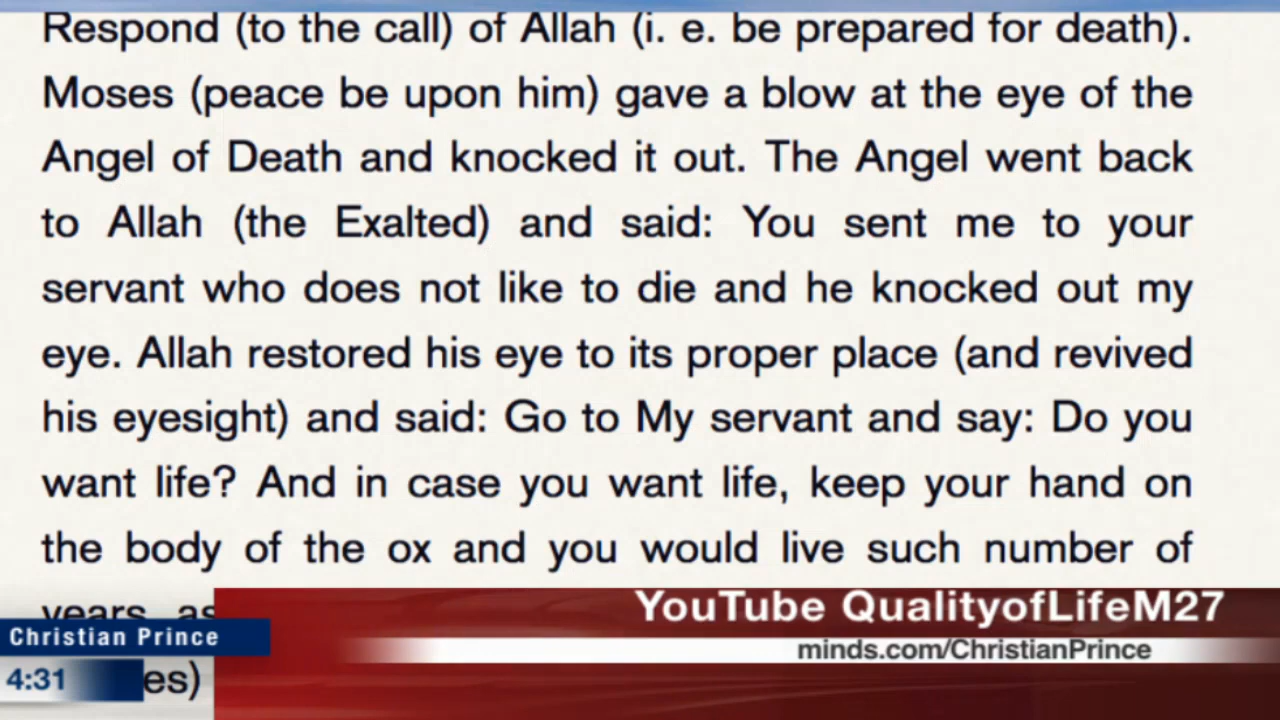 Respond (to the call) of Allah (i. e. be prepared for death).
Moses (peace be upon him) gave a blow at the eye of the
Angel of Death and knocked it out. The Angel went back
to Allah (the Exalted) and said: You sent me to your
servant who does not like to die and he knocked out my
eye. Allah restored his eye to its proper place (and revived
his eyesight) and said: Go to My servant and say: Do you
want life? And in case you want life, keep your hand on
the body of the ox and you would live such number of
years as
es)
YouTube QualityofLifeM27
minds.com/ChristianPrince
Christian Prince
4:31